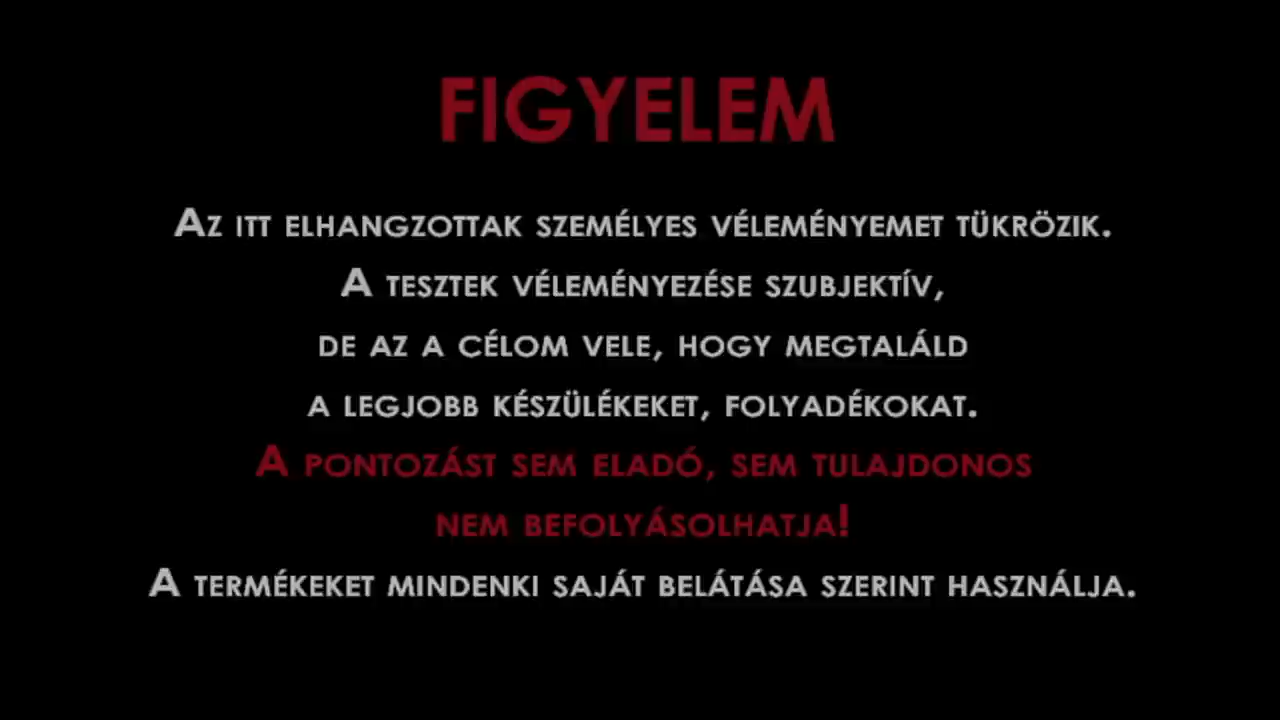 FIGYELEM
Az itt elhangzottak személyes véleményemet tükrözik.
A tesztek véleményezése szubjektív,
de az a célom vele, hogy megtaláld
a legjobb készülékeket, folyadékokat.
A pontozást sem eladó, sem tulajdonos
nem befolyásolhatja!
A termékeket mindenki saját belátása szerint használja.